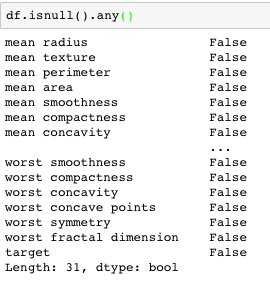 df.isnull().any()
mean radius False
mean texture False
mean perimeter False
mean area False
mean smoothness False
mean compactness False
mean concavity False
...
worst smoothness False
worst compactness False
worst concavity False
worst concave points False
worst symmetry False
worst fractal dimension False
target False
Length: 31, dtype: bool